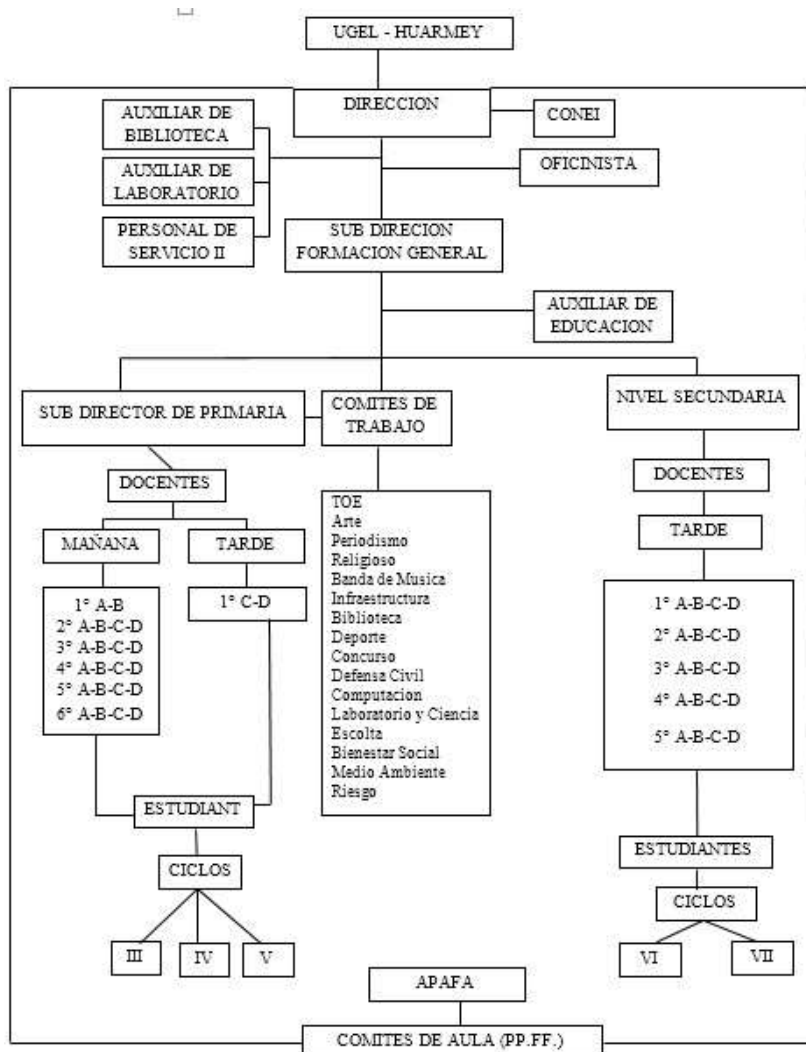 UGEL - HUARMEY
DIRECCION
CONEI
AUXILIAR DE
BIBLIOTECA
OFICINISTA
AUXILIAR DE
LABORATORIO
PERSONAL DE
SERVICIO II
SUB DIRECION
FORMACION GENERAL
AUXILIAR DE
EDUCACION
SUB DIRECTOR DE PRIMARIA
COMITES DE
TRABAJO
NIVEL SECUNDARIA
DOCENTES
MAÑANA
TARDE
1° A-B
2° A-B-C-D
3° A-B-C-D
4° A-B-C-D
5° A-B-C-D
6° A-B-C-D
1° C-D
ESTUDIANT
CICLOS
III
IV
V
TOE
Arte
Periodismo
Religioso
Banda de Musica
Infraestructura
Biblioteca
Deporte
Concurso
Defensa Civil
Computacion
Laboratorio y Ciencia
Escolta
Bienestar Social
Medio Ambiente
Riesgo
DOCENTES
TARDE
1° A-B-C-D
2° A-B-C-D
3° A-B-C-D
4° A-B-C-D
5° A-B-C-D
ESTUDIANTES
CICLOS
VI
VII
APAFA
COMITES DE AULA (PP.FF.)